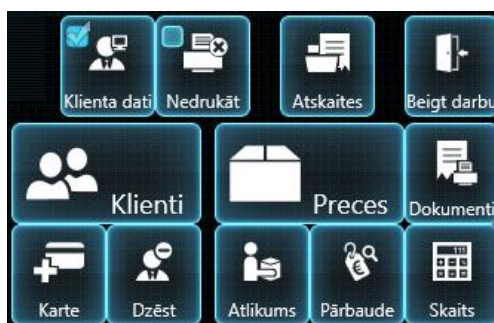 Klienta dati
Nedrukāt
Atskaites
Beigt darbu
Klienti
Preces
Dokumenti
Karte
Dzēst
Atlikums
Pārbaude
Skaits